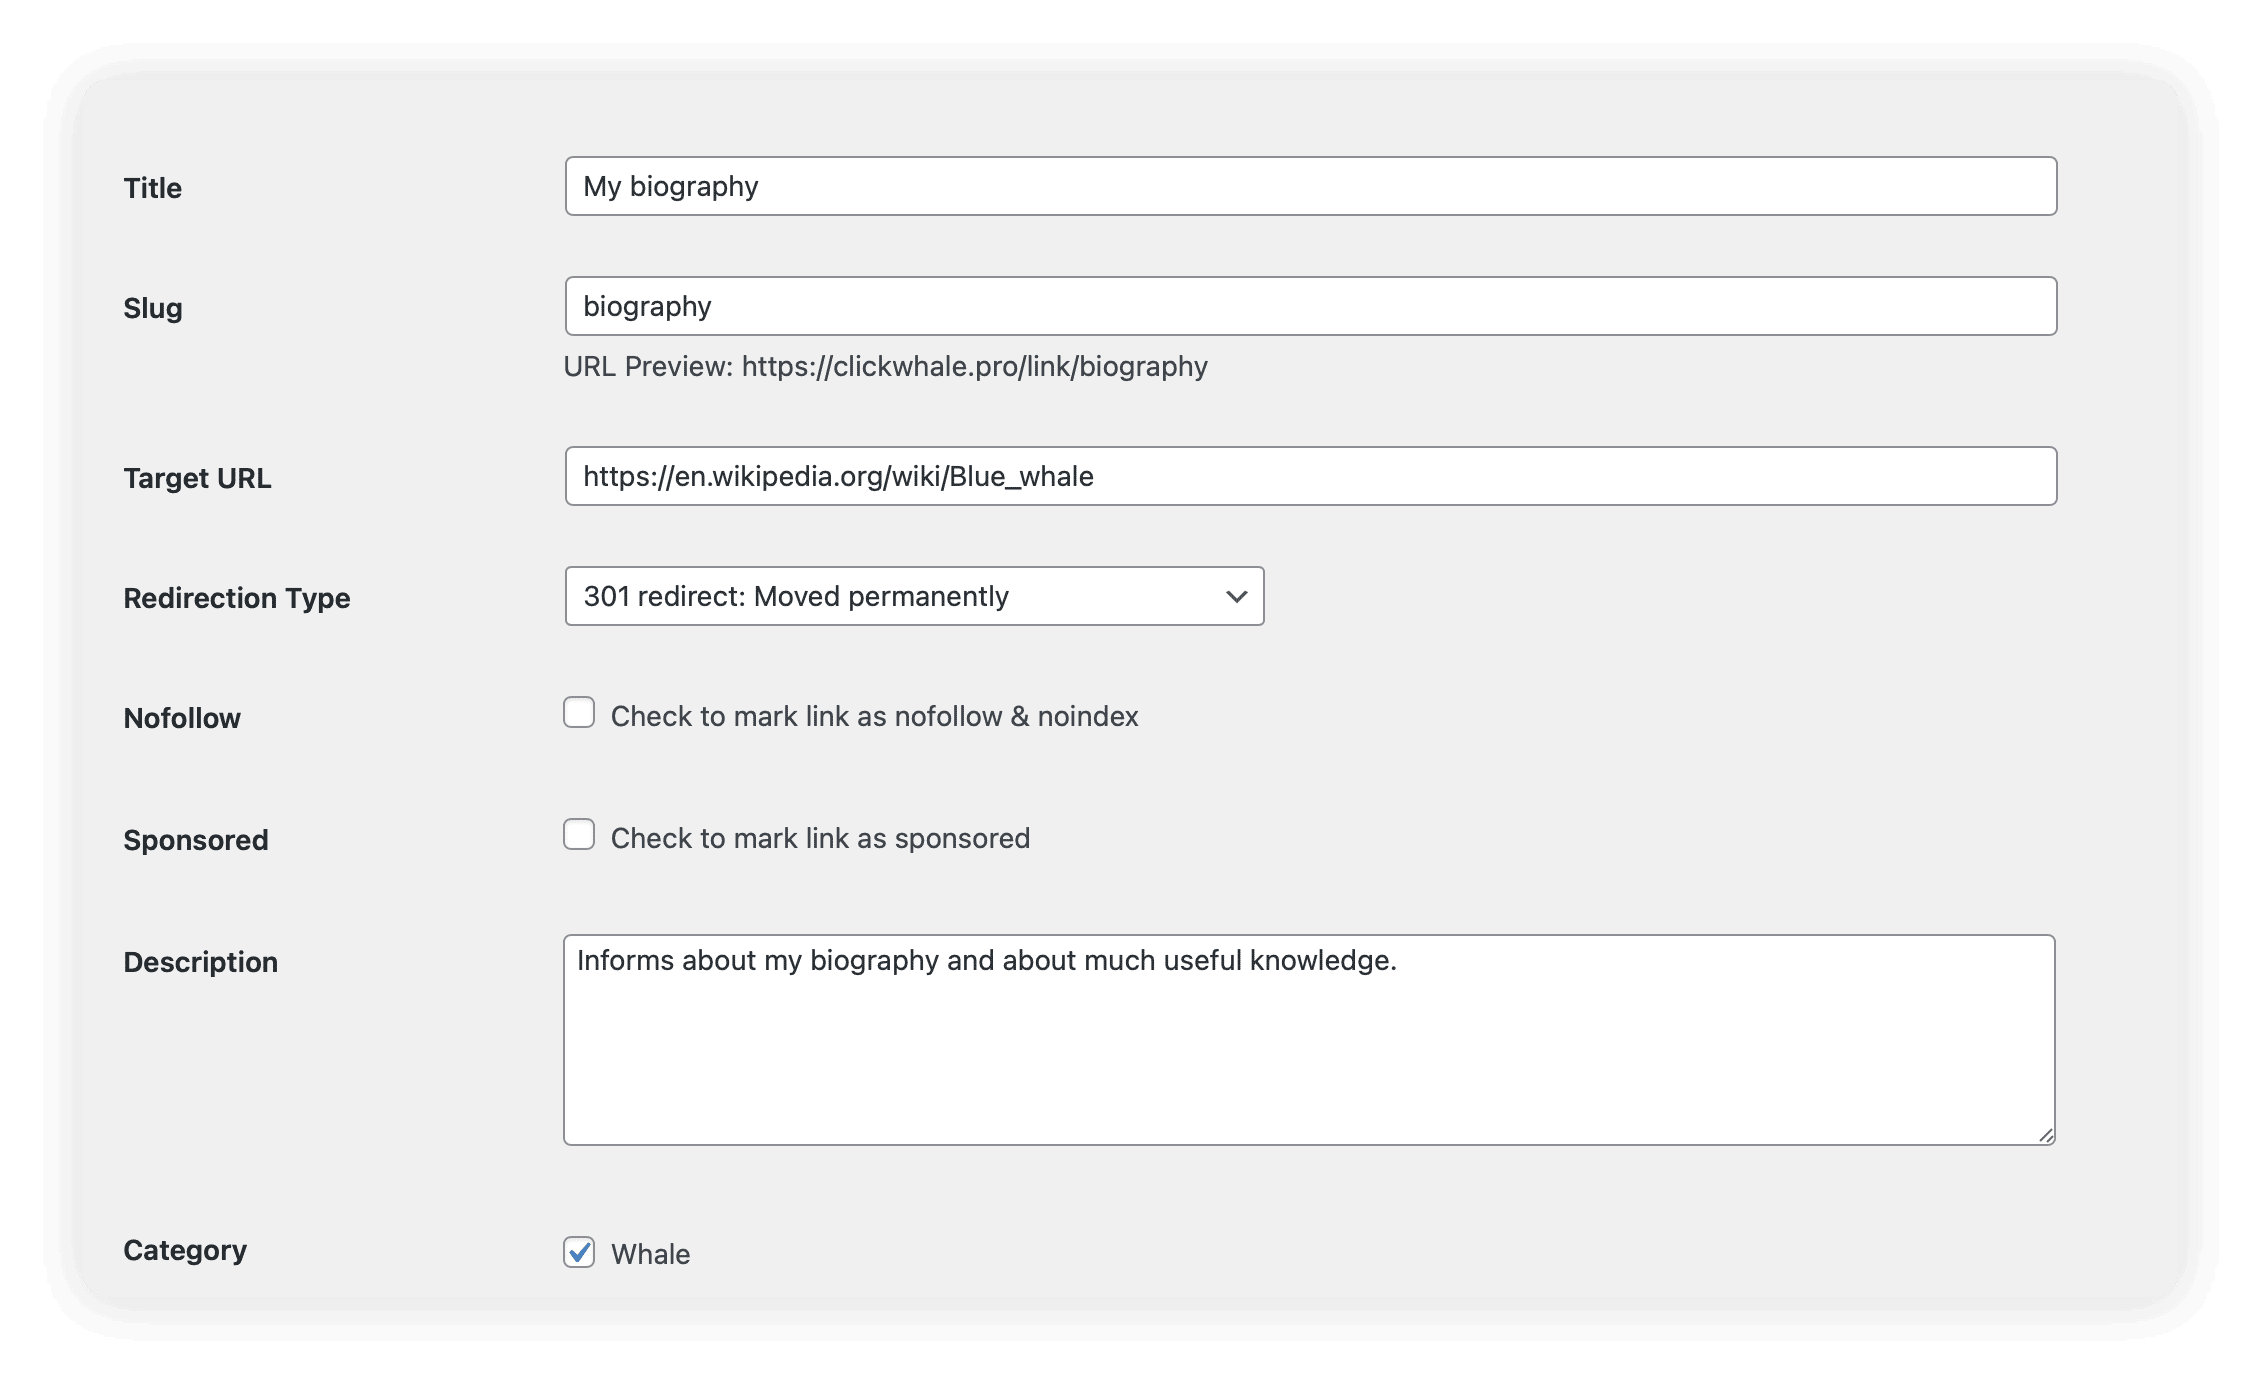 Title
My biography
Slug
biography
URL Preview: https://clickwhale.pro/link/biography
Target URL
https://en.wikipedia.org/wiki/Blue_whale
Redirection Type
301 redirect: Moved permanently
Nofollow
Check to mark link as nofollow & noindex
Sponsored
Check to mark link as sponsored
Description
Informs about my biography and about much useful knowledge.
Category
Whale